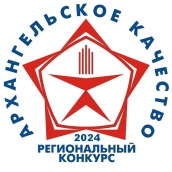 АРХАНГЕЛЬСКОЕ КАЧЕСТВО
2024
РЕГИОНАЛЬНЫЙ
КОНКУРС